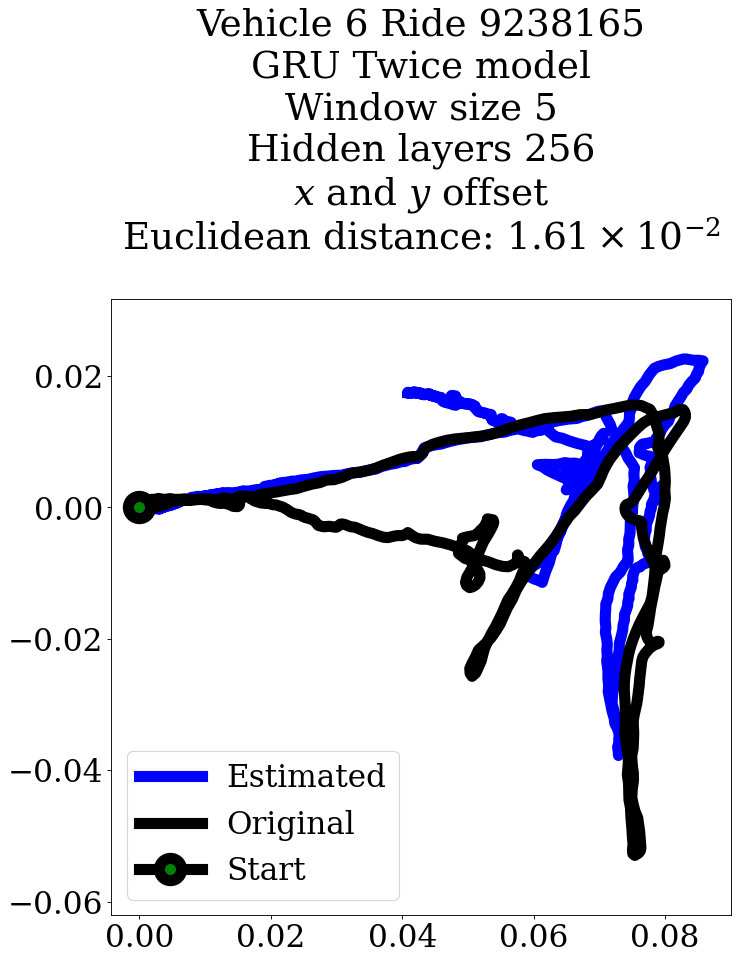 Vehicle 6 Ride 9238165
GRU Twice model
Window size 5
Hidden layers 256
x and y offset
Euclidean distance: 1.61 × 10⁻²
0.02
0.00
−0.02
−0.04
−0.06
Estimated
Original
Start
0.00 0.02 0.04 0.06 0.08